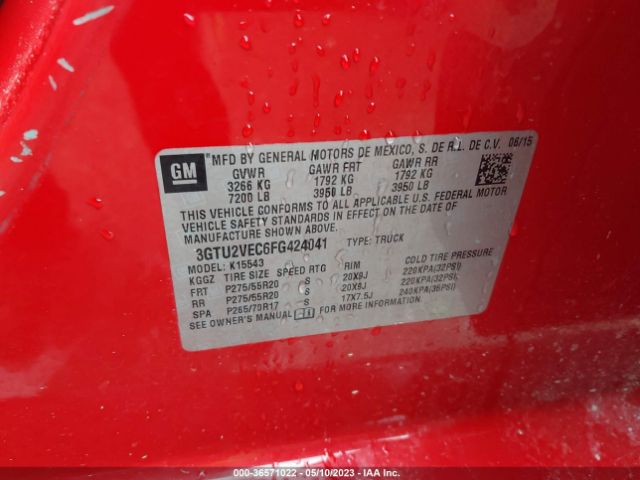 GM
MFD BY GENERAL MOTORS DE MEXICO, S. DE R.L. DE C.V. 06/15
GVWR GAWR FRT GAWR RR
3266 KG 1792 KG 1792 KG
7200 LB 3950 LB 3950 LB
THIS VEHICLE CONFORMS TO ALL APPLICABLE U.S. FEDERAL MOTOR
VEHICLE SAFETY STANDARDS IN EFFECT ON THE DATE OF
MANUFACTURE SHOWN ABOVE.
3GTU2VEC6FG424041 TYPE: TRUCK
MODEL: K15543
KGGZ TIRE SIZE SPEED RTG RIM COLD TIRE PRESSURE
FRT P275/55R20 S 20X9J 220KPA(32PSI)
RR P275/55R20 S 20X9J 220KPA(32PSI)
SPA P265/70R17 S 17X7.5J 240KPA(35PSI)
SEE OWNER'S MANUAL
000-36571022 - 05/10/2023 - IAA Inc.